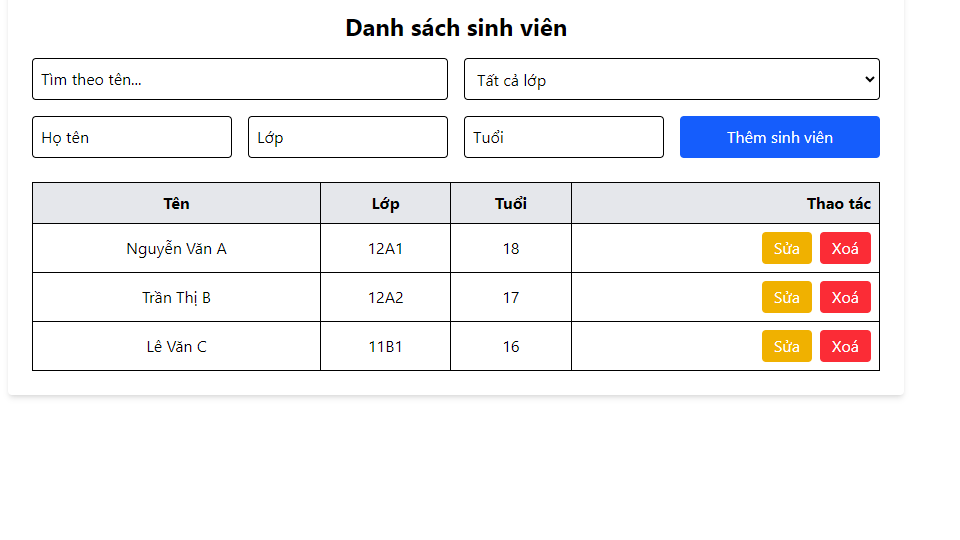 Danh sách sinh viên
Tìm theo tên... Tất cả lớp
Họ tên Lớp Tuổi Thêm sinh viên
Tên Lớp Tuổi Thao tác
Nguyễn Văn A 12A1 18 Sửa Xoá
Trần Thị B 12A2 17 Sửa Xoá
Lê Văn C 11B1 16 Sửa Xoá